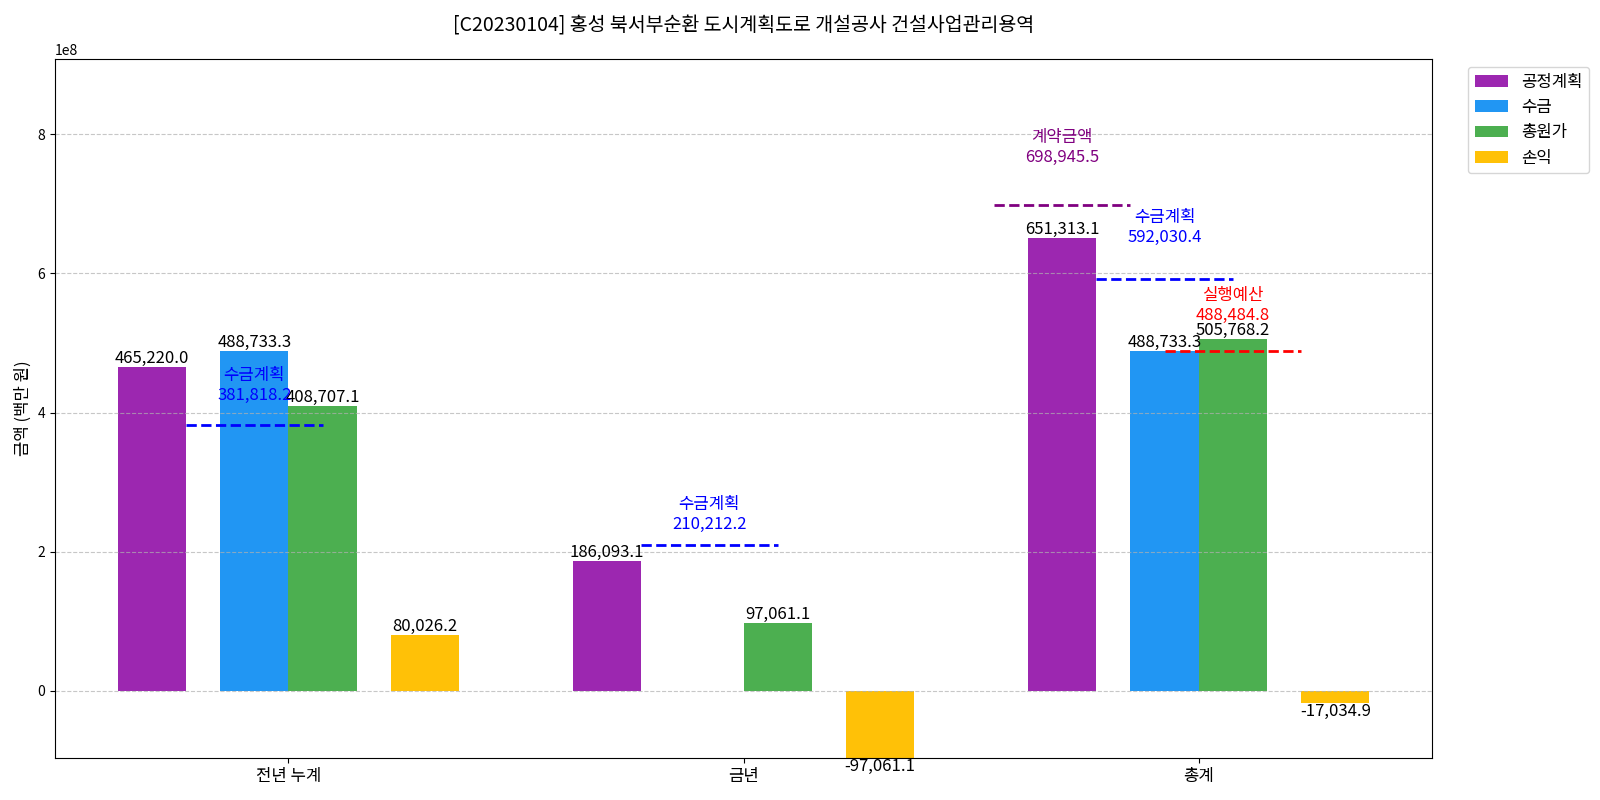 [C20230104] 홍성 북서부순환 도시계획도로 개설공사 건설사업관리용역
1e8
금액 (백만 원)
8
6
4
2
0
공정계획
수금
총원가
손익
계약금액
698,945.5
651,313.1
수금계획
592,030.4
실행예산
488,484.8
505,768.2
488,733.3
-17,034.9
465,220.0
488,733.3
수금계획
381,818.2
408,707.1
80,026.2
수금계획
210,212.2
186,093.1
97,061.1
-97,061.1
전년 누계
금년
총계